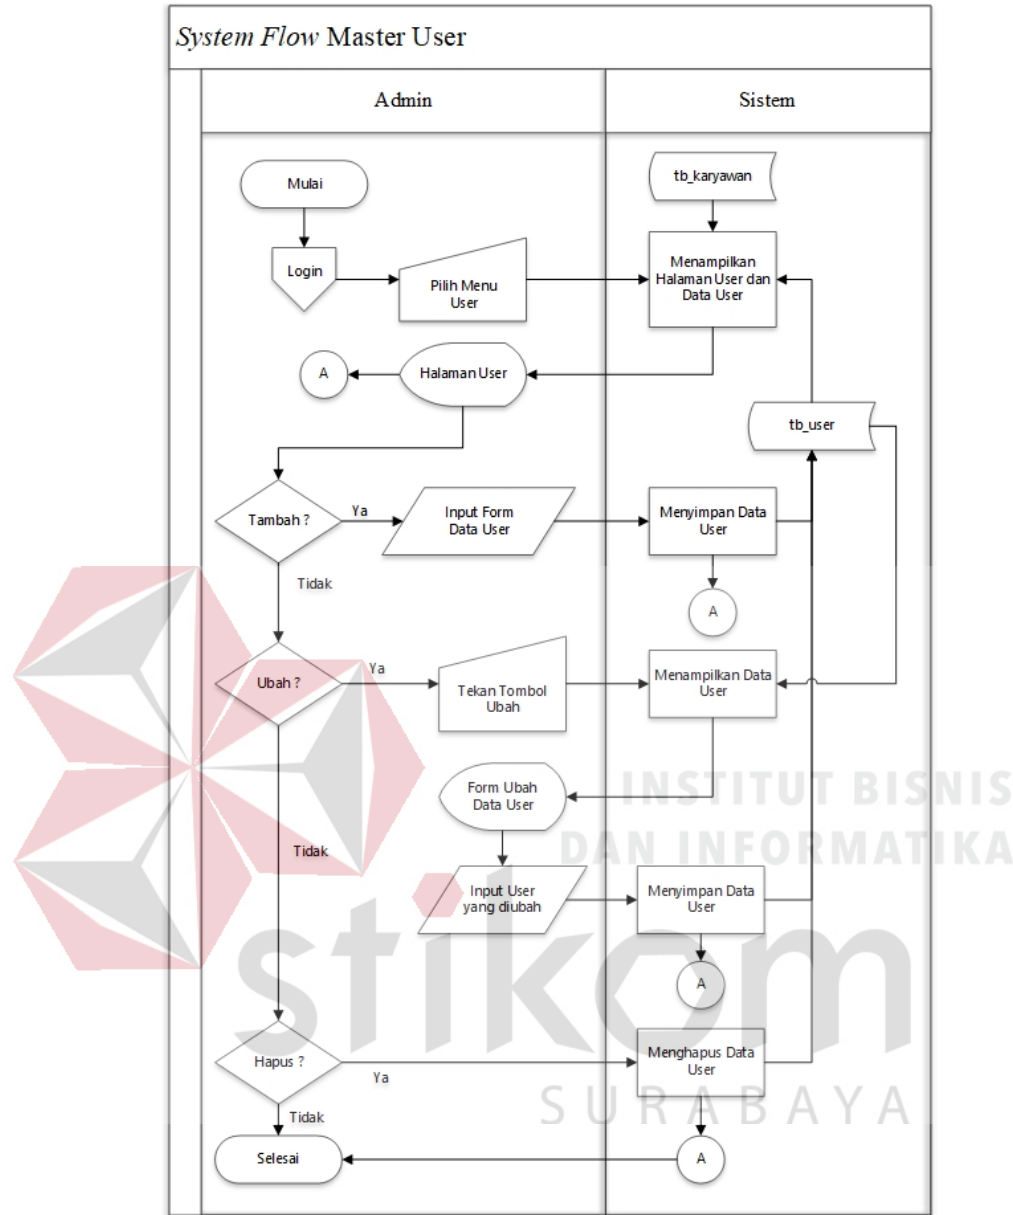 System Flow Master User
Admin
Sistem
Mulai
tb_karyawan
Login
Pilih Menu
User
Menampilkan
Halaman User dan
Data User
A
Halaman User
tb_user
Tambah ?
Ya
Input Form
Data User
Menyimpan Data
User
Tidak
A
Ubah ?
Ya
Tekan Tombol
Ubah
Menampilkan Data
User
Form Ubah
Data User
INSTITUT BISNIS
DAN INFORMATIKA
Tidak
Input User
yang diubah
Menyimpan Data
User
stikom
A
Hapus ?
Ya
Menghapus Data
User
SURABAYA
Tidak
Selesai
A